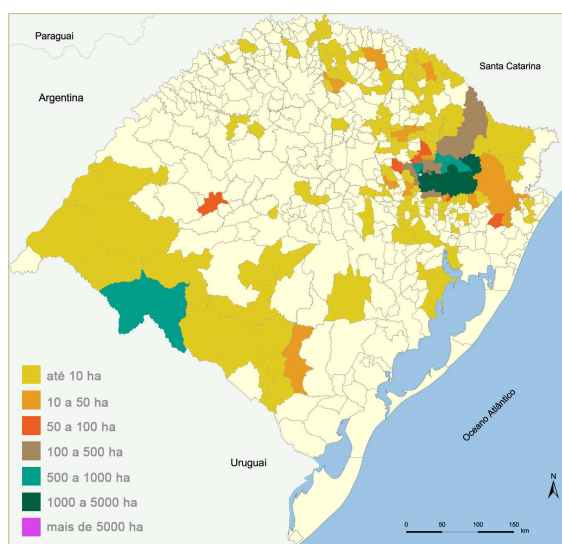 Paraguai
Santa Catarina
Argentina
até 10 ha
10 a 50 ha
50 a 100 ha
100 a 500 ha
500 a 1000 ha
1000 a 5000 ha
mais de 5000 ha
Uruguai
Oceano Atlântico
N
0 50 100 150
km